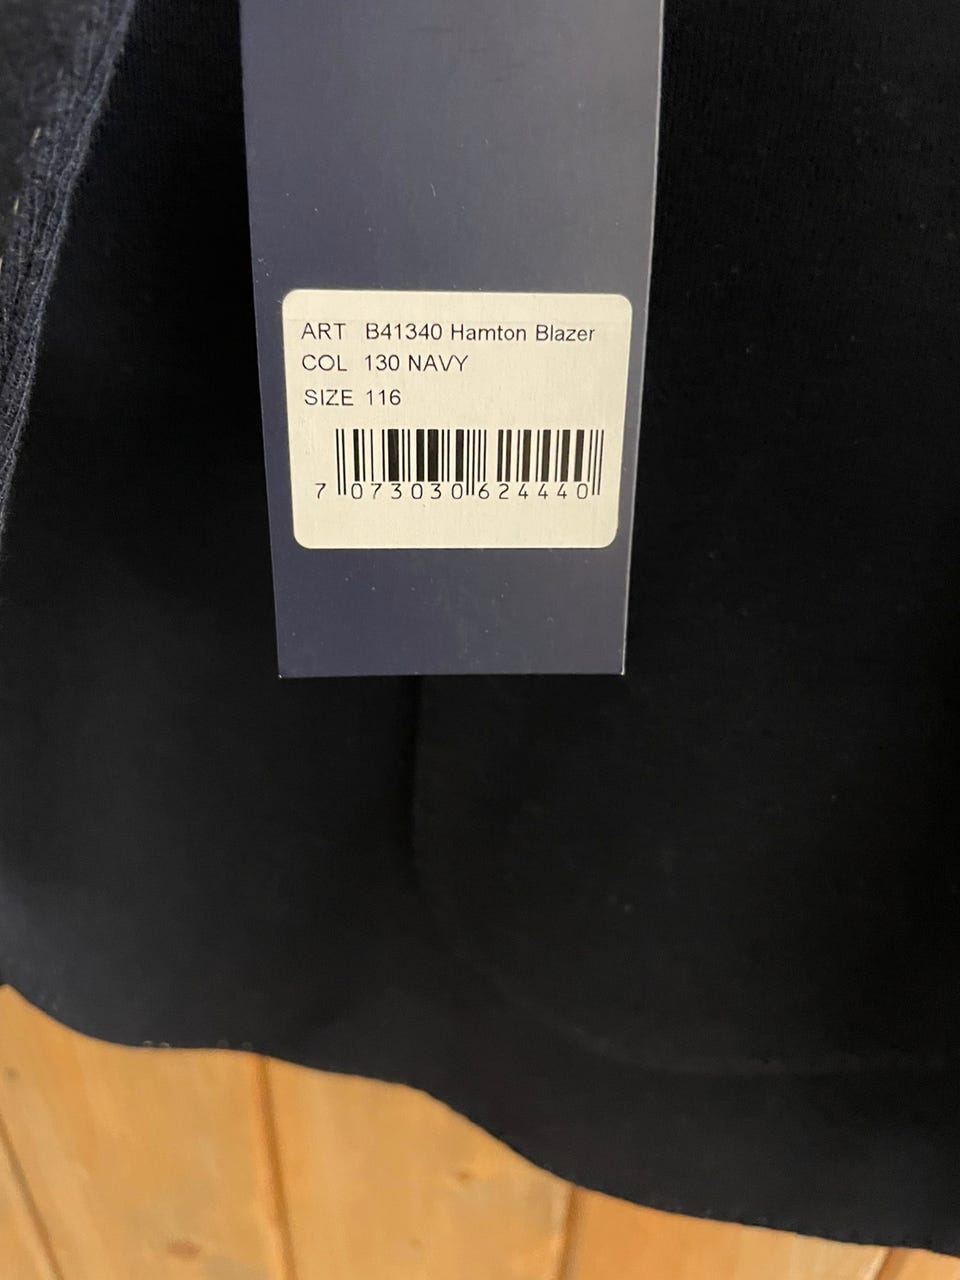 ART B41340 Hamton Blazer
COL 130 NAVY
SIZE 116
7 073030 624440